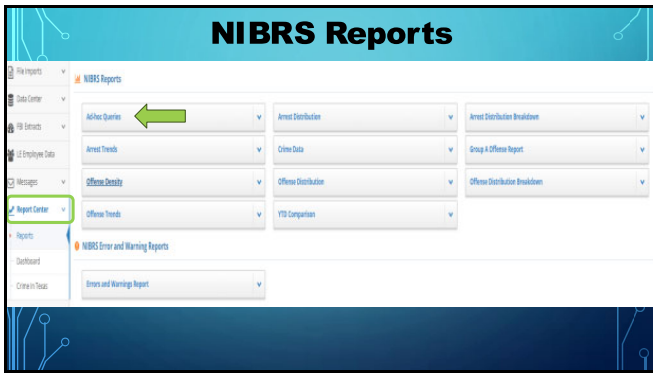 NIBRS Reports
File Imports
Data Center
FBI Extracts
LE Employee Data
Messages
Report Center
Reports
Dashboard
Crime in Texas
NIBRS Reports
Ad-hoc Queries
Arrest Distribution
Arrest Distribution Breakdown
Arrest Trends
Crime Data
Group A Offense Report
Offense Density
Offense Distribution
Offense Distribution Breakdown
Offense Trends
YTD Comparison
NIBRS Error and Warning Reports
Errors and Warnings Report